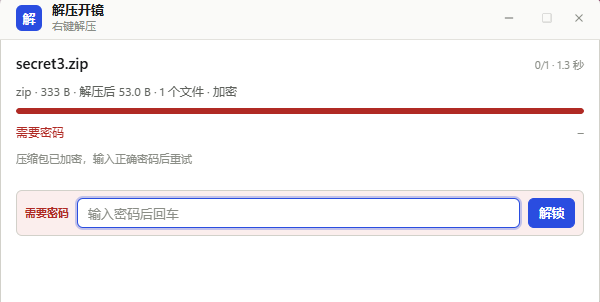 解
解压开镜
右键解压
secret3.zip
0/1 · 1.3 秒
zip · 333 B · 解压后 53.0 B · 1 个文件 · 加密
需要密码
–
压缩包已加密，输入正确密码后重试
需要密码
输入密码后回车
解锁